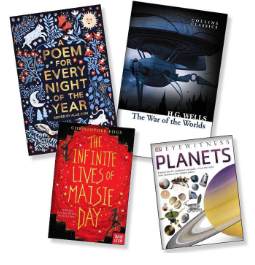 A
POEM
FOR
EVERY
NIGHT OF
THE
YEAR
COLLINS
CLASSICS
H.G. WELLS
The War of the Worlds
CHRISTOPHER EDGE
THE
INFINITE
LIVES OF
MAISIE
DAY
DK EYEWITNESS
PLANETS